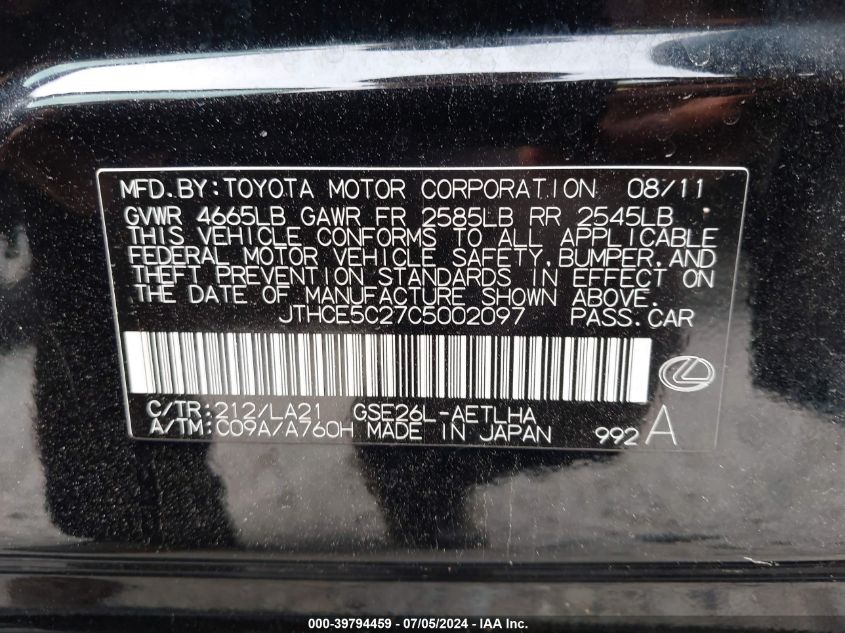 MFD.BY:TOYOTA MOTOR CORPORATION 08/11
GVWR 4665LB GAWR FR 2585LB RR 2545LB
THIS VEHICLE CONFORMS TO ALL APPLICABLE
FEDERAL MOTOR VEHICLE SAFETY,BUMPER,AND
THEFT PREVENTION STANDARDS IN EFFECT ON
THE DATE OF MANUFACTURE SHOWN ABOVE.
JTHCE5C27C5002097 PASS.CAR
C/TR:212/LA21 GSE26L-AETLHA
A/TM:C09A/A760H MADE IN JAPAN 992 A
000-39794459 - 07/05/2024 - IAA Inc.